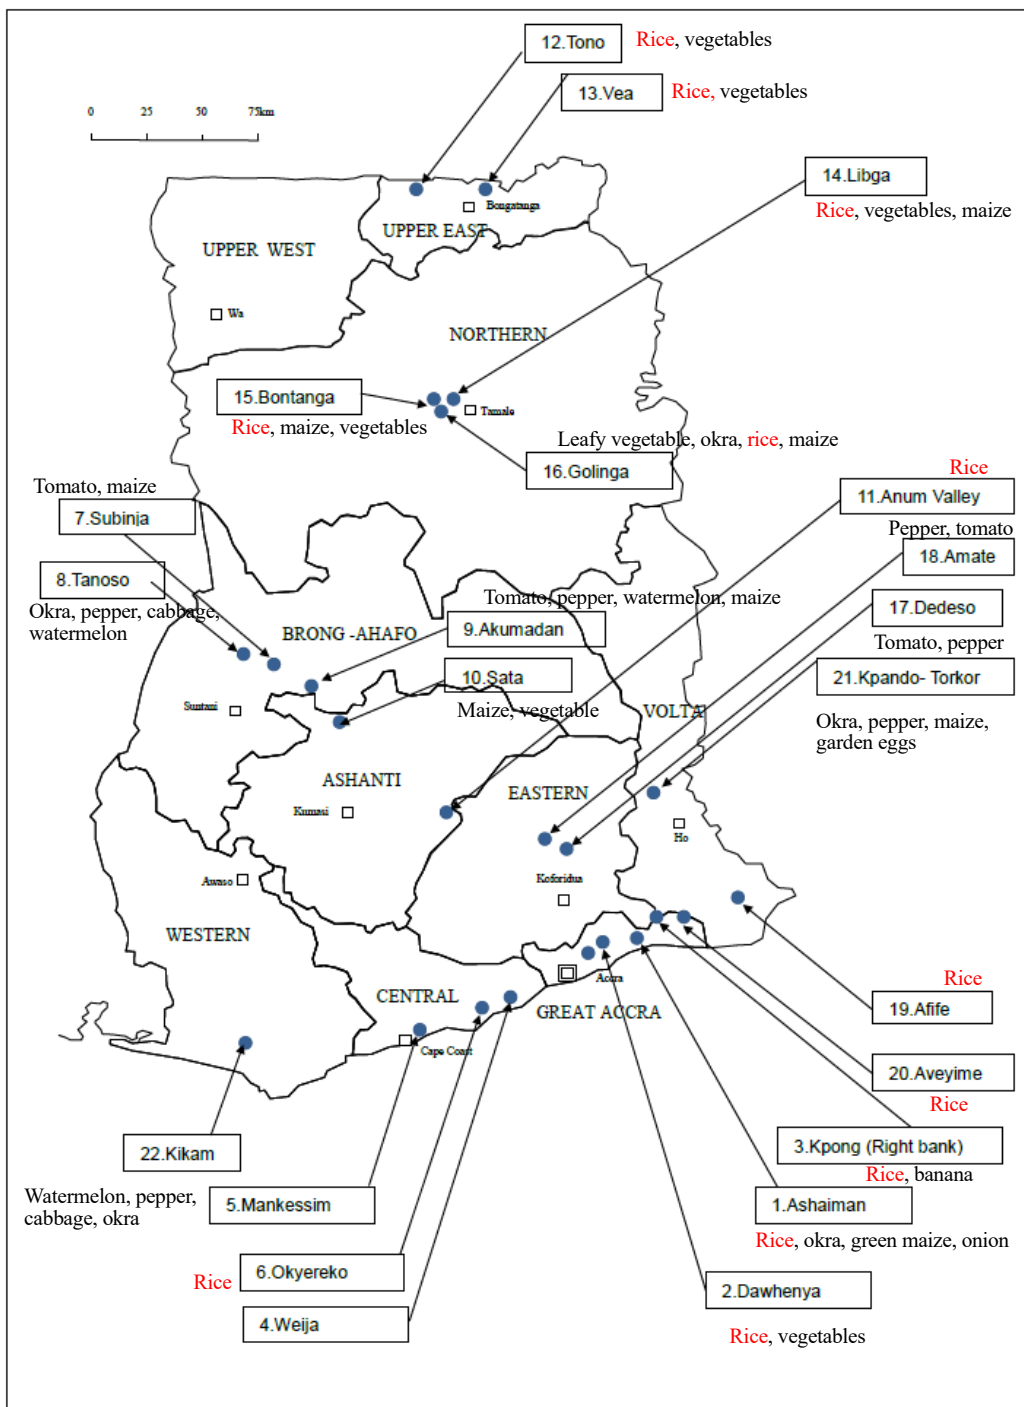 12.Tono
Rice, vegetables
13.Vea
Rice, vegetables
0 25 50 75km
14.Libga
Rice, vegetables, maize
Bongatanga
UPPER EAST
UPPER WEST
Wa
NORTHERN
15.Bontanga
Rice, maize, vegetables
Tamale
Leafy vegetable, okra, rice, maize
16.Golinga
Rice
11.Anum Valley
Tomato, maize
7.Subinja
Pepper, tomato
18.Amate
8.Tanoso
Okra, pepper, cabbage,
watermelon
17.Dedeso
Tomato, pepper
Tomato, pepper, watermelon, maize
9.Akumadan
BRONG -AHAFO
10.Sata
Maize, vegetable
21.Kpando- Torkor
Okra, pepper, maize,
garden eggs
Suntani
VOLTA
ASHANTI
EASTERN
Kumasi
Ho
Koforidua
Awaso
WESTERN
Accra
CENTRAL
GREAT ACCRA
Cape Coast
Rice
19.Afife
20.Aveyime
Rice
3.Kpong (Right bank)
Rice, banana
22.Kikam
Watermelon, pepper,
cabbage, okra
5.Mankessim
1.Ashaiman
Rice, okra, green maize, onion
Rice
6.Okyereko
2.Dawhenya
Rice, vegetables
4.Weija